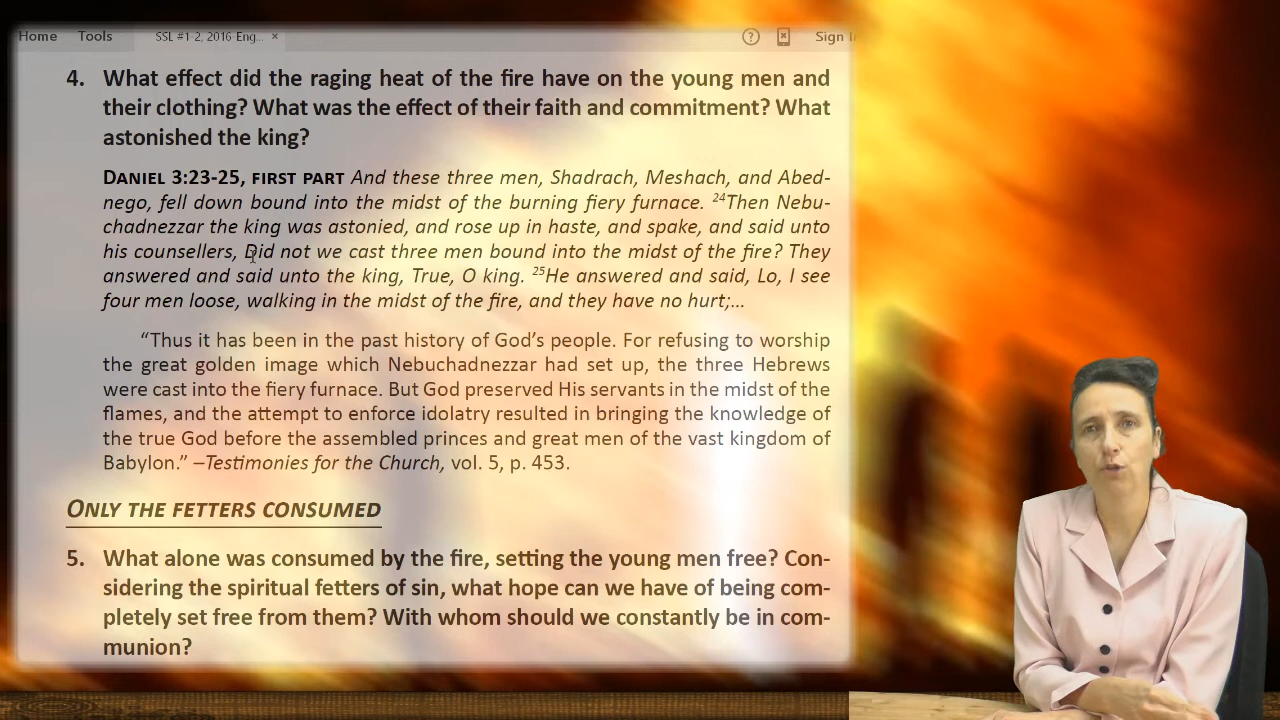 Home Tools SSL #1-2, 2016 Eng... × ? Sign I
4. What effect did the raging heat of the fire have on the young men and
their clothing? What was the effect of their faith and commitment? What
astonished the king?
DANIEL 3:23-25, FIRST PART And these three men, Shadrach, Meshach, and Abed-
nego, fell down bound into the midst of the burning fiery furnace. 24Then Nebu-
chadnezzar the king was astonied, and rose up in haste, and spake, and said unto
his counsellers, Did not we cast three men bound into the midst of the fire? They
answered and said unto the king, True, O king. 25He answered and said, Lo, I see
four men loose, walking in the midst of the fire, and they have no hurt;...
“Thus it has been in the past history of God’s people. For refusing to worship
the great golden image which Nebuchadnezzar had set up, the three Hebrews
were cast into the fiery furnace. But God preserved His servants in the midst of the
flames, and the attempt to enforce idolatry resulted in bringing the knowledge of
the true God before the assembled princes and great men of the vast kingdom of
Babylon.” –Testimonies for the Church, vol. 5, p. 453.
ONLY THE FETTERS CONSUMED
5. What alone was consumed by the fire, setting the young men free? Con-
sidering the spiritual fetters of sin, what hope can we have of being com-
pletely set free from them? With whom should we constantly be in com-
munion?